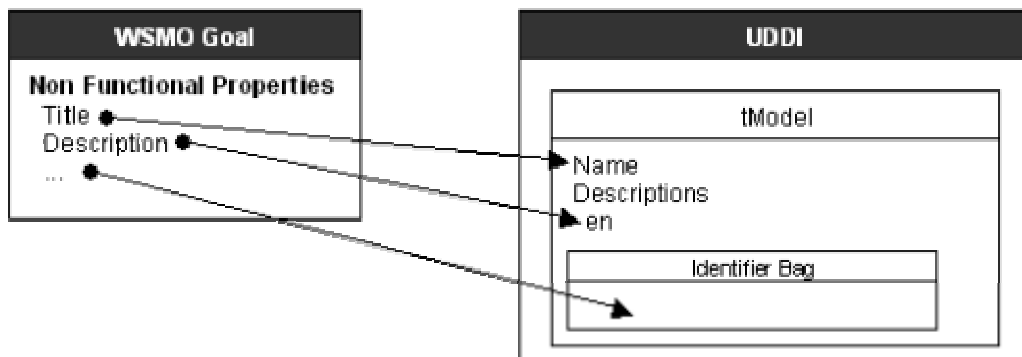 WSMO Goal
Non Functional Properties
Title
Description
...
UDDI
tModel
Name
Descriptions
en
Identifier Bag